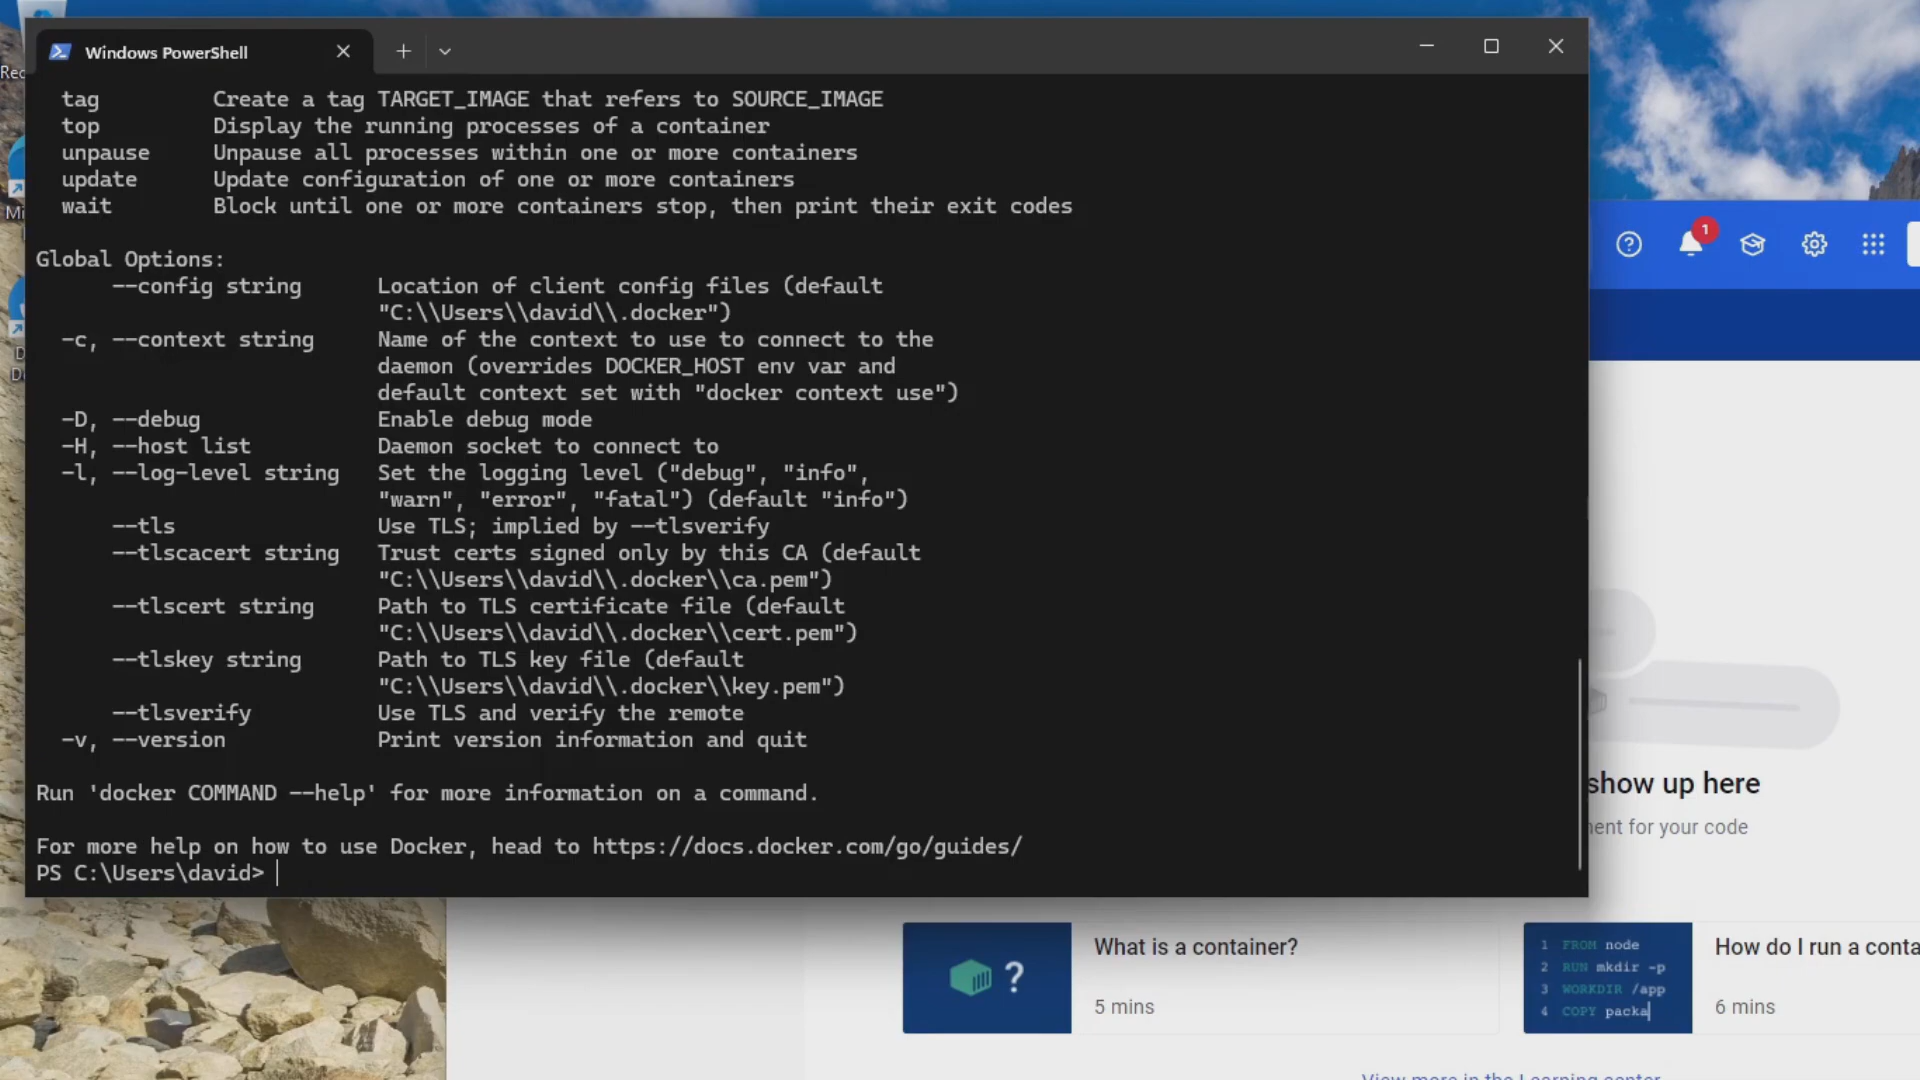 Windows PowerShell
tag Create a tag TARGET_IMAGE that refers to SOURCE_IMAGE
top Display the running processes of a container
unpause Unpause all processes within one or more containers
update Update configuration of one or more containers
wait Block until one or more containers stop, then print their exit codes
Global Options:
--config string Location of client config files (default
"C:\\Users\\david\\.docker")
-c, --context string Name of the context to use to connect to the
daemon (overrides DOCKER_HOST env var and
default context set with "docker context use")
-D, --debug Enable debug mode
-H, --host list Daemon socket to connect to
-l, --log-level string Set the logging level ("debug", "info",
"warn", "error", "fatal") (default "info")
--tls Use TLS; implied by --tlsverify
--tlscacert string Trust certs signed only by this CA (default
"C:\\Users\\david\\.docker\\ca.pem")
--tlscert string Path to TLS certificate file (default
"C:\\Users\\david\\.docker\\cert.pem")
--tlskey string Path to TLS key file (default
"C:\\Users\\david\\.docker\\key.pem")
--tlsverify Use TLS and verify the remote
-v, --version Print version information and quit
Run 'docker COMMAND --help' for more information on a command.
For more help on how to use Docker, head to https://docs.docker.com/go/guides/
PS C:\Users\david>
Rec
Mi
D
Do
1
show up here
for your code
?
What is a container?
5 mins
1 FROM node
2 RUN mkdir -p
3 WORKDIR /app
4 COPY packa
How do I run a conta
6 mins
View more in the Learning center